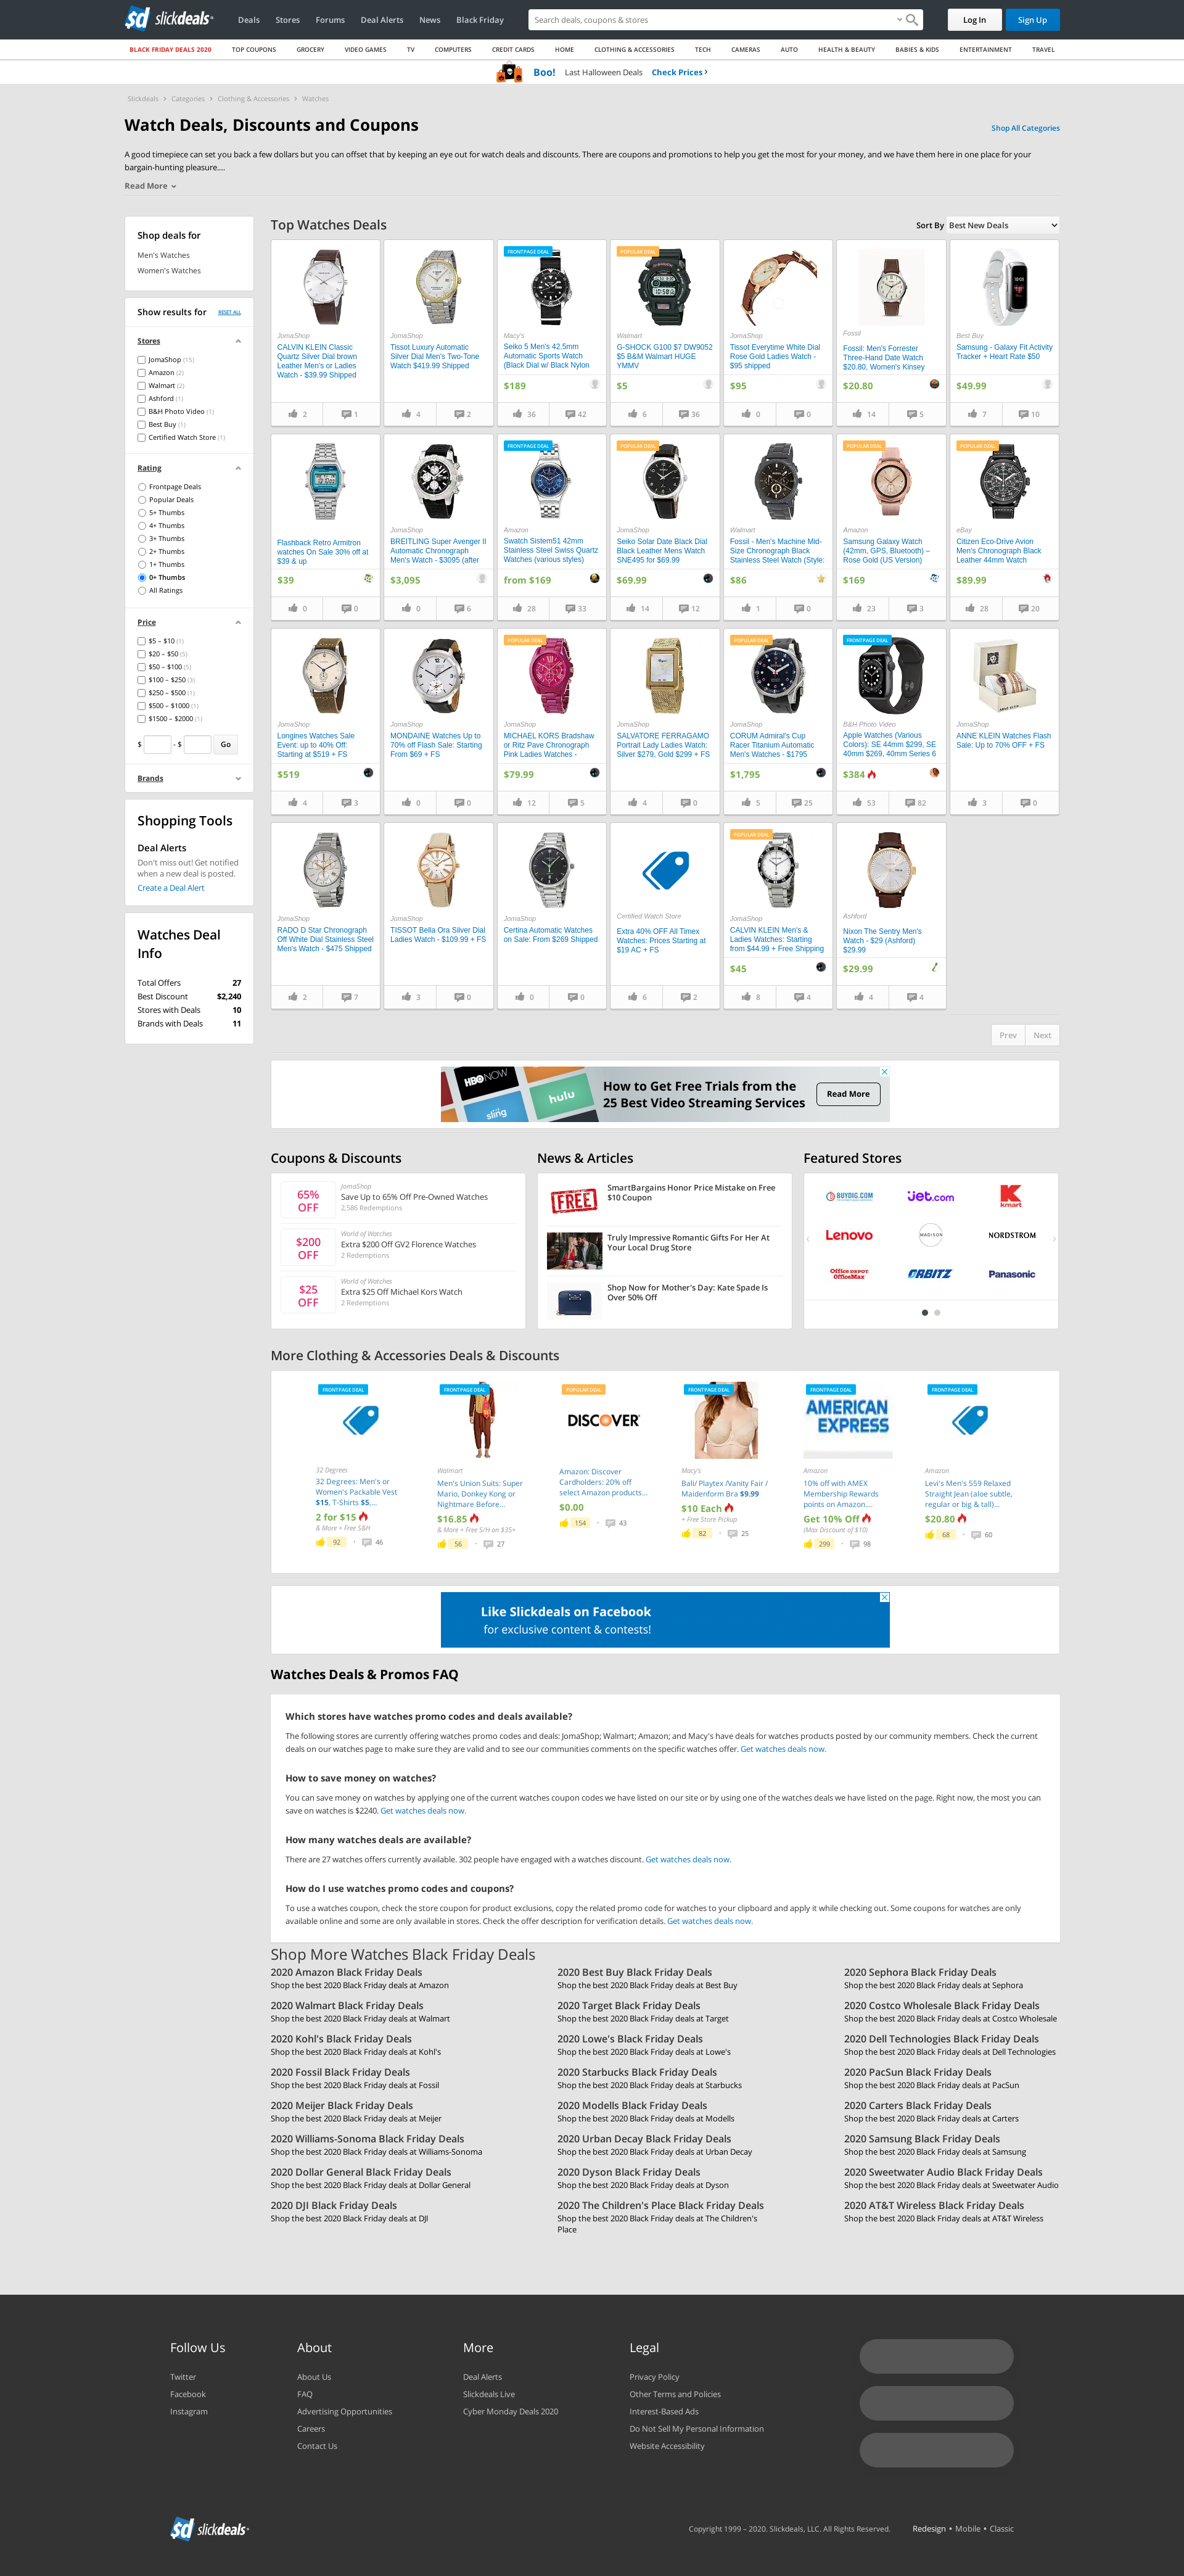 slickdeals
Deals
Stores
Forums
Deal Alerts
News
Black Friday
Search deals, coupons & stores
Log In
Sign Up
BLACK FRIDAY DEALS 2020
TOP COUPONS
GROCERY
VIDEO GAMES
TV
COMPUTERS
CREDIT CARDS
HOME
CLOTHING & ACCESSORIES
TECH
CAMERAS
AUTO
HEALTH & BEAUTY
BABIES & KIDS
ENTERTAINMENT
TRAVEL
Boo! Last Halloween Deals Check Prices ›
Slickdeals › Categories › Clothing & Accessories › Watches
Watch Deals, Discounts and Coupons
Shop All Categories
A good timepiece can set you back a few dollars but you can offset that by keeping an eye out for watch deals and discounts. There are coupons and promotions to help you get the most for your money, and we have them here in one place for your
bargain-hunting pleasure....
Read More
Shop deals for
Men's Watches
Women's Watches
Show results for RESET ALL
Stores
JomaShop (15)
Amazon (2)
Walmart (2)
Ashford (1)
B&H Photo Video (1)
Best Buy (1)
Certified Watch Store (1)
Rating
Frontpage Deals
Popular Deals
5+ Thumbs
4+ Thumbs
3+ Thumbs
2+ Thumbs
1+ Thumbs
0+ Thumbs
All Ratings
Price
$5 – $10 (1)
$20 – $50 (5)
$50 – $100 (5)
$100 – $250 (3)
$250 – $500 (1)
$500 – $1000 (1)
$1500 – $2000 (1)
$ - $ Go
Brands
Shopping Tools
Deal Alerts
Don't miss out! Get notified
when a new deal is posted.
Create a Deal Alert
Watches Deal
Info
Total Offers 27
Best Discount $2,240
Stores with Deals 10
Brands with Deals 11
Top Watches Deals
Sort By Best New Deals
JomaShop
CALVIN KLEIN Classic
Quartz Silver Dial brown
Leather Men's or Ladies
Watch - $39.99 Shipped
2 1
JomaShop
Tissot Luxury Automatic
Silver Dial Men's Two-Tone
Watch $419.99 Shipped
4 2
FRONTPAGE DEAL
Macy's
Seiko 5 Men's 42.5mm
Automatic Sports Watch
(Black Dial w/ Black Nylon
$189
36 42
POPULAR DEAL
Walmart
G-SHOCK G100 $7 DW9052
$5 B&M Walmart HUGE
YMMV
$5
6 36
JomaShop
Tissot Everytime White Dial
Rose Gold Ladies Watch -
$95 shipped
$95
0 0
Fossil
Fossil: Men's Forrester
Three-Hand Date Watch
$20.80, Women's Kinsey
$20.80
14 5
Best Buy
Samsung - Galaxy Fit Activity
Tracker + Heart Rate $50
$49.99
7 10
Flashback Retro Armitron
watches On Sale 30% off at
$39 & up
$39
0 0
JomaShop
BREITLING Super Avenger II
Automatic Chronograph
Men's Watch - $3095 (after
$3,095
0 6
FRONTPAGE DEAL
Amazon
Swatch Sistem51 42mm
Stainless Steel Swiss Quartz
Watches (various styles)
from $169
28 33
POPULAR DEAL
JomaShop
Seiko Solar Date Black Dial
Black Leather Mens Watch
SNE495 for $69.99
$69.99
14 12
Walmart
Fossil - Men's Machine Mid-
Size Chronograph Black
Stainless Steel Watch (Style:
$86
1 0
POPULAR DEAL
Amazon
Samsung Galaxy Watch
(42mm, GPS, Bluetooth) –
Rose Gold (US Version)
$169
23 3
POPULAR DEAL
eBay
Citizen Eco-Drive Avion
Men's Chronograph Black
Leather 44mm Watch
$89.99
28 20
JomaShop
Longines Watches Sale
Event: up to 40% Off:
Starting at $519 + FS
$519
4 3
JomaShop
MONDAINE Watches Up to
70% off Flash Sale: Starting
From $69 + FS
0 0
POPULAR DEAL
JomaShop
MICHAEL KORS Bradshaw
or Ritz Pave Chronograph
Pink Ladies Watches -
$79.99
12 5
JomaShop
SALVATORE FERRAGAMO
Portrait Lady Ladies Watch:
Silver $279, Gold $299 + FS
4 0
POPULAR DEAL
JomaShop
CORUM Admiral's Cup
Racer Titanium Automatic
Men's Watches - $1795
$1,795
5 25
FRONTPAGE DEAL
B&H Photo Video
Apple Watches (Various
Colors): SE 44mm $299, SE
40mm $269, 40mm Series 6
$384
53 82
JomaShop
ANNE KLEIN Watches Flash
Sale: Up to 70% OFF + FS
3 0
JomaShop
RADO D Star Chronograph
Off White Dial Stainless Steel
Men's Watch - $475 Shipped
2 7
JomaShop
TISSOT Bella Ora Silver Dial
Ladies Watch - $109.99 + FS
3 0
JomaShop
Certina Automatic Watches
on Sale: From $269 Shipped
0 0
Certified Watch Store
Extra 40% OFF All Timex
Watches: Prices Starting at
$19 AC + FS
6 2
POPULAR DEAL
JomaShop
CALVIN KLEIN Men's &
Ladies Watches: Starting
from $44.99 + Free Shipping
$45
8 4
Ashford
Nixon The Sentry Men's
Watch - $29 (Ashford)
$29.99
$29.99
4 4
Prev Next
HBO NOW
hulu
sling
How to Get Free Trials from the
25 Best Video Streaming Services
Read More
Coupons & Discounts
65%
OFF
JomaShop
Save Up to 65% Off Pre-Owned Watches
2,586 Redemptions
$200
OFF
World of Watches
Extra $200 Off GV2 Florence Watches
2 Redemptions
$25
OFF
World of Watches
Extra $25 Off Michael Kors Watch
2 Redemptions
News & Articles
FREE
SmartBargains Honor Price Mistake on Free
$10 Coupon
Truly Impressive Romantic Gifts For Her At
Your Local Drug Store
Shop Now for Mother's Day: Kate Spade Is
Over 50% Off
Featured Stores
BUYDIG.COM
Jet.com
kmart
Lenovo
MADISON
NORDSTROM
Office DEPOT
OfficeMax
ORBITZ
Panasonic
More Clothing & Accessories Deals & Discounts
FRONTPAGE DEAL
32 Degrees
32 Degrees: Men's or
Women's Packable Vest
$15, T-Shirts $5,...
2 for $15
& More + Free S&H
92 · 46
FRONTPAGE DEAL
Walmart
Men's Union Suits: Super
Mario, Donkey Kong or
Nightmare Before...
$16.85
& More + Free S/H on $35+
56 · 27
POPULAR DEAL
DISCOVER
Amazon: Discover
Cardholders: 20% off
select Amazon products...
$0.00
154 · 43
FRONTPAGE DEAL
Macy's
Bali/ Playtex /Vanity Fair /
Maidenform Bra $9.99
$10 Each
+ Free Store Pickup
82 · 25
FRONTPAGE DEAL
AMERICAN
EXPRESS
Amazon
10% off with AMEX
Membership Rewards
points on Amazon....
Get 10% Off
(Max Discount of $10)
299 · 98
FRONTPAGE DEAL
Amazon
Levi's Men's 559 Relaxed
Straight Jean (aloe subtle,
regular or big & tall)...
$20.80
68 · 60
Like Slickdeals on Facebook
for exclusive content & contests!
Watches Deals & Promos FAQ
Which stores have watches promo codes and deals available?
The following stores are currently offering watches promo codes and deals: JomaShop; Walmart; Amazon; and Macy's have deals for watches products posted by our community members. Check the current
deals on our watches page to make sure they are valid and to see our communities comments on the specific watches offer. Get watches deals now.
How to save money on watches?
You can save money on watches by applying one of the current watches coupon codes we have listed on our site or by using one of the watches deals we have listed on the page. Right now, the most you can
save on watches is $2240. Get watches deals now.
How many watches deals are available?
There are 27 watches offers currently available. 302 people have engaged with a watches discount. Get watches deals now.
How do I use watches promo codes and coupons?
To use a watches coupon, check the store coupon for product exclusions, copy the related promo code for watches to your clipboard and apply it while checking out. Some coupons for watches are only
available online and some are only available in stores. Check the offer description for verification details. Get watches deals now.
Shop More Watches Black Friday Deals
2020 Amazon Black Friday Deals
Shop the best 2020 Black Friday deals at Amazon
2020 Best Buy Black Friday Deals
Shop the best 2020 Black Friday deals at Best Buy
2020 Sephora Black Friday Deals
Shop the best 2020 Black Friday deals at Sephora
2020 Walmart Black Friday Deals
Shop the best 2020 Black Friday deals at Walmart
2020 Target Black Friday Deals
Shop the best 2020 Black Friday deals at Target
2020 Costco Wholesale Black Friday Deals
Shop the best 2020 Black Friday deals at Costco Wholesale
2020 Kohl's Black Friday Deals
Shop the best 2020 Black Friday deals at Kohl's
2020 Lowe's Black Friday Deals
Shop the best 2020 Black Friday deals at Lowe's
2020 Dell Technologies Black Friday Deals
Shop the best 2020 Black Friday deals at Dell Technologies
2020 Fossil Black Friday Deals
Shop the best 2020 Black Friday deals at Fossil
2020 Starbucks Black Friday Deals
Shop the best 2020 Black Friday deals at Starbucks
2020 PacSun Black Friday Deals
Shop the best 2020 Black Friday deals at PacSun
2020 Meijer Black Friday Deals
Shop the best 2020 Black Friday deals at Meijer
2020 Modells Black Friday Deals
Shop the best 2020 Black Friday deals at Modells
2020 Carters Black Friday Deals
Shop the best 2020 Black Friday deals at Carters
2020 Williams-Sonoma Black Friday Deals
Shop the best 2020 Black Friday deals at Williams-Sonoma
2020 Urban Decay Black Friday Deals
Shop the best 2020 Black Friday deals at Urban Decay
2020 Samsung Black Friday Deals
Shop the best 2020 Black Friday deals at Samsung
2020 Dollar General Black Friday Deals
Shop the best 2020 Black Friday deals at Dollar General
2020 Dyson Black Friday Deals
Shop the best 2020 Black Friday deals at Dyson
2020 Sweetwater Audio Black Friday Deals
Shop the best 2020 Black Friday deals at Sweetwater Audio
2020 DJI Black Friday Deals
Shop the best 2020 Black Friday deals at DJI
2020 The Children's Place Black Friday Deals
Shop the best 2020 Black Friday deals at The Children's
Place
2020 AT&T Wireless Black Friday Deals
Shop the best 2020 Black Friday deals at AT&T Wireless
Follow Us
Twitter
Facebook
Instagram
About
About Us
FAQ
Advertising Opportunities
Careers
Contact Us
More
Deal Alerts
Slickdeals Live
Cyber Monday Deals 2020
Legal
Privacy Policy
Other Terms and Policies
Interest-Based Ads
Do Not Sell My Personal Information
Website Accessibility
slickdeals
Copyright 1999 – 2020. Slickdeals, LLC. All Rights Reserved.
Redesign • Mobile • Classic